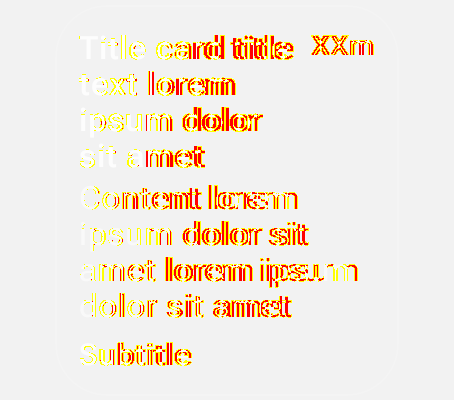 Title card title XXm
text lorem
ipsum dolor
sit amet
Content lorem
ipsum dolor sit
amet lorem ipsum
dolor sit amet
Subtitle